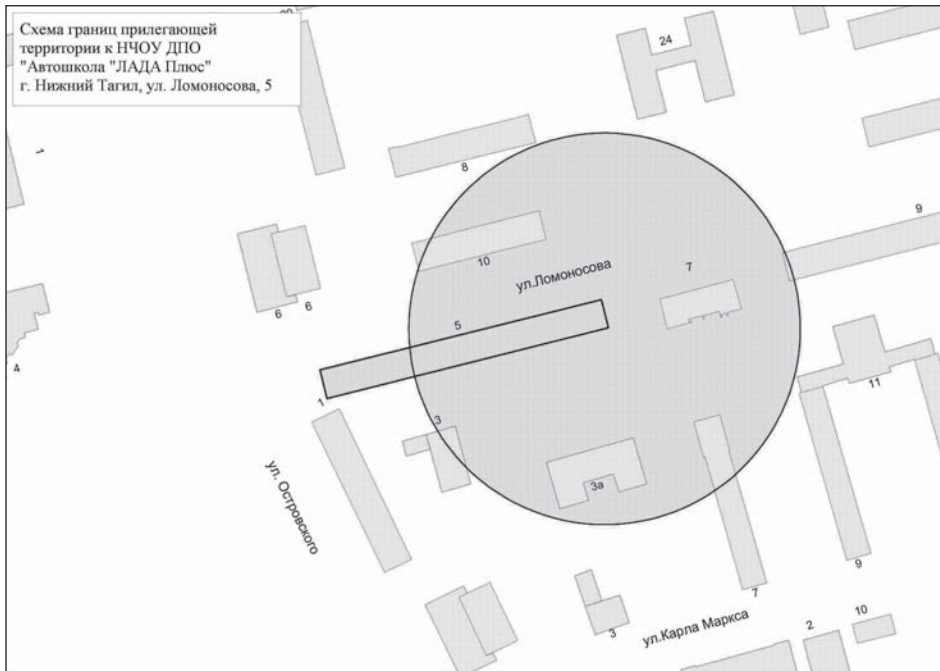 Схема границ прилегающей
территории к НЧОУ ДПО
"Автошкола "ЛАДА Плюс"
г. Нижний Тагил, ул. Ломоносова, 5
24
1
8
9
10
ул.Ломоносова
7
6
6
5
4
11
1
3
ул. Островского
3а
7
9
3
ул.Карла Маркса
2
10